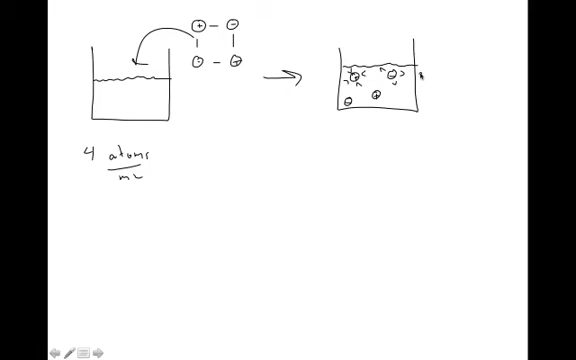 + − −
− − +
− −
− +
4 atoms
mL